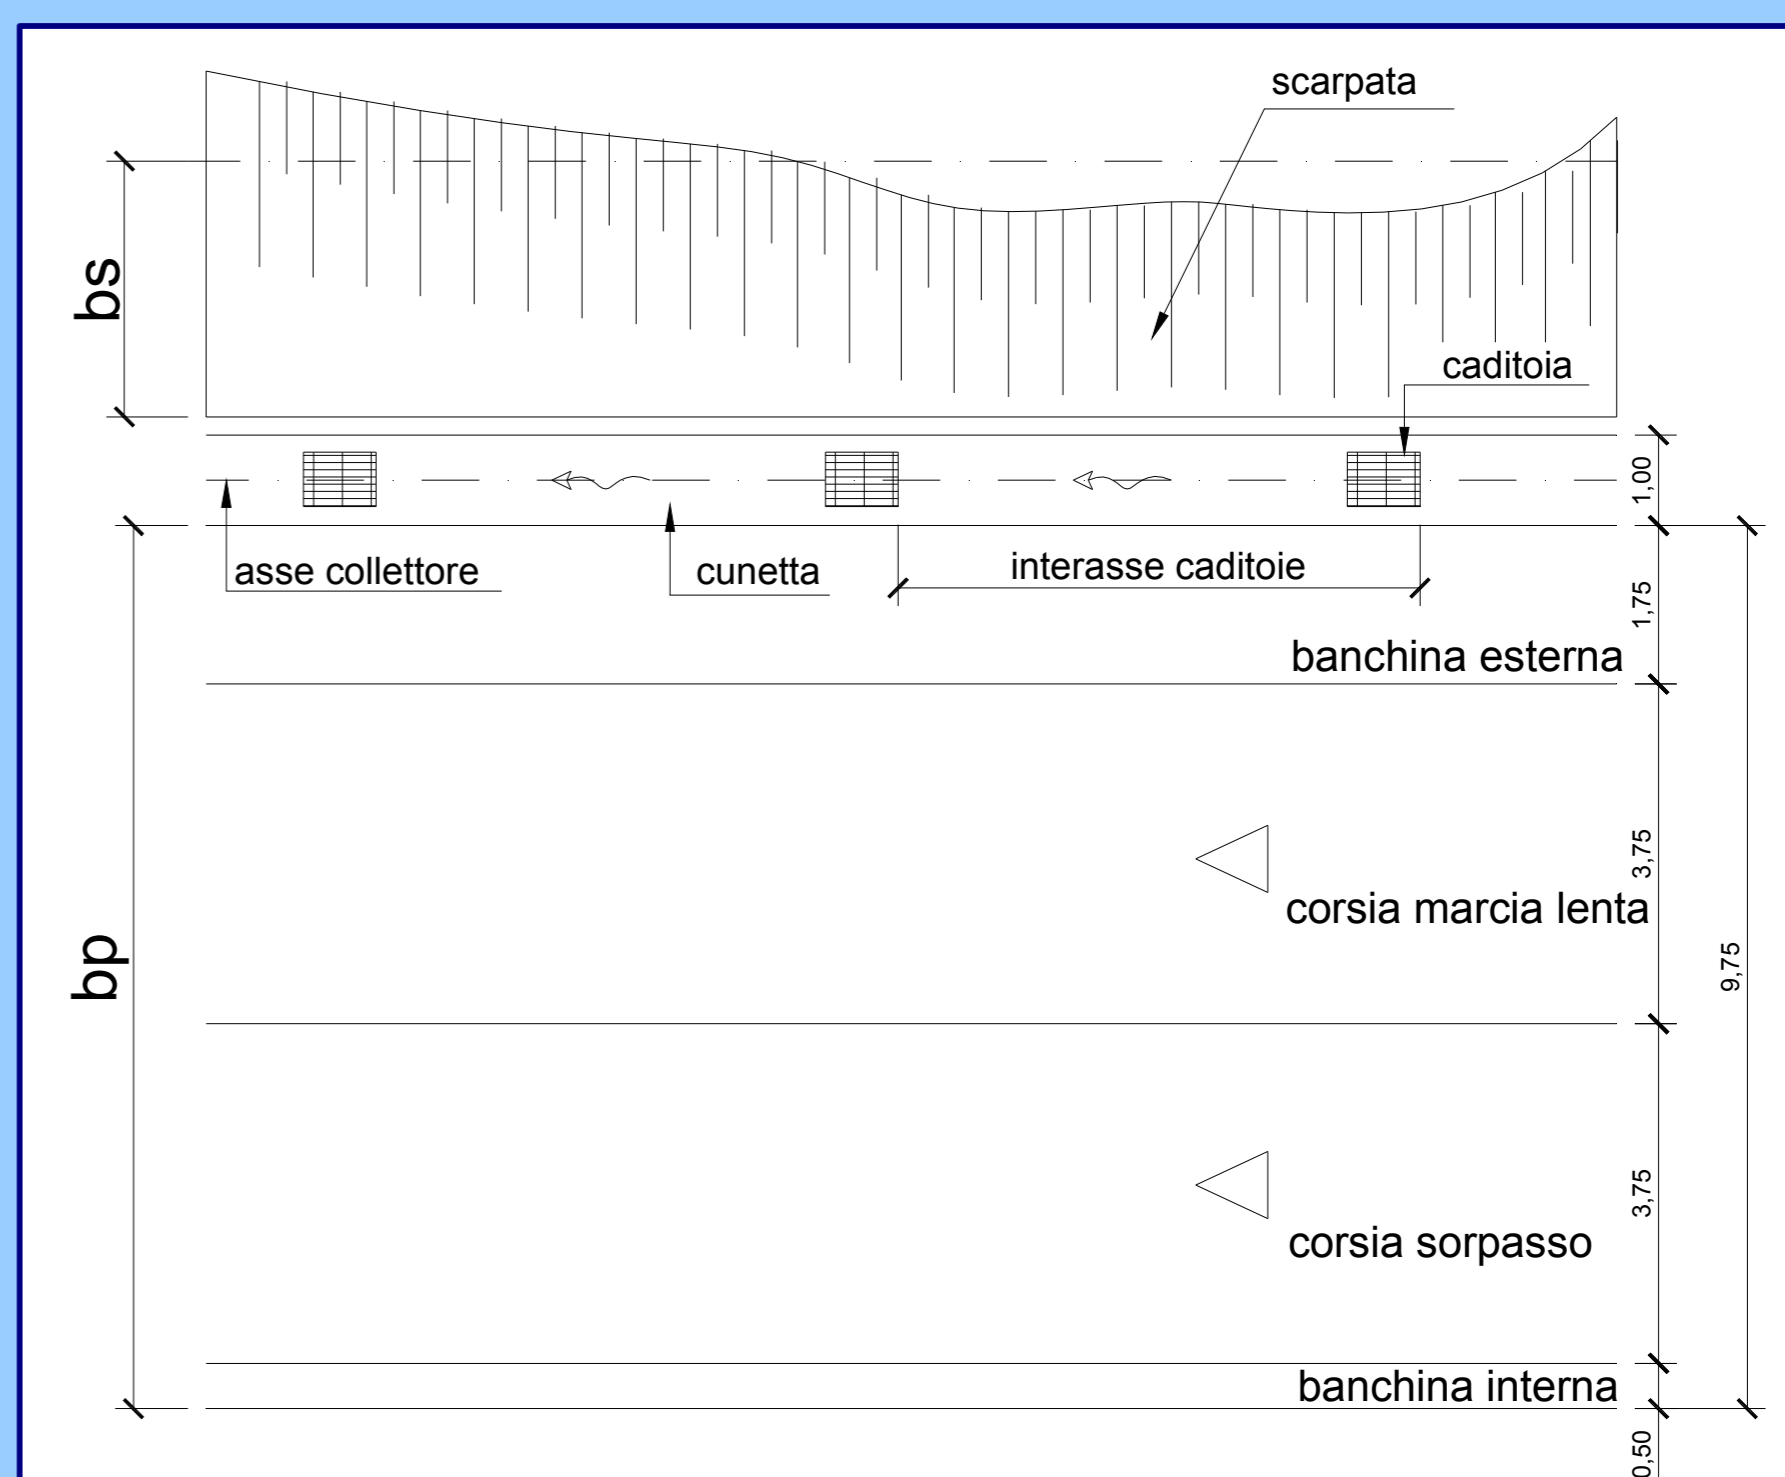 scarpata
bs
caditoia
1,00
asse collettore
cunetta
interasse caditoie
1,75
banchina esterna
3,75
corsia marcia lenta
bp
9,75
3,75
corsia sorpasso
banchina interna
0,50